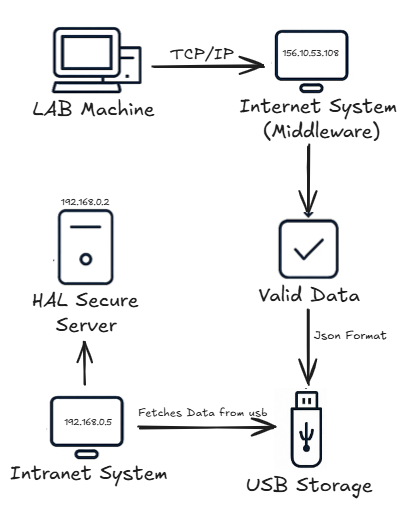 TCP/IP
156.10.53.108
LAB Machine
Internet System
(Middleware)
192.168.0.2
HAL Secure
Server
Valid Data
Json Format
192.168.0.5
Fetches Data from usb
Intranet System
USB Storage